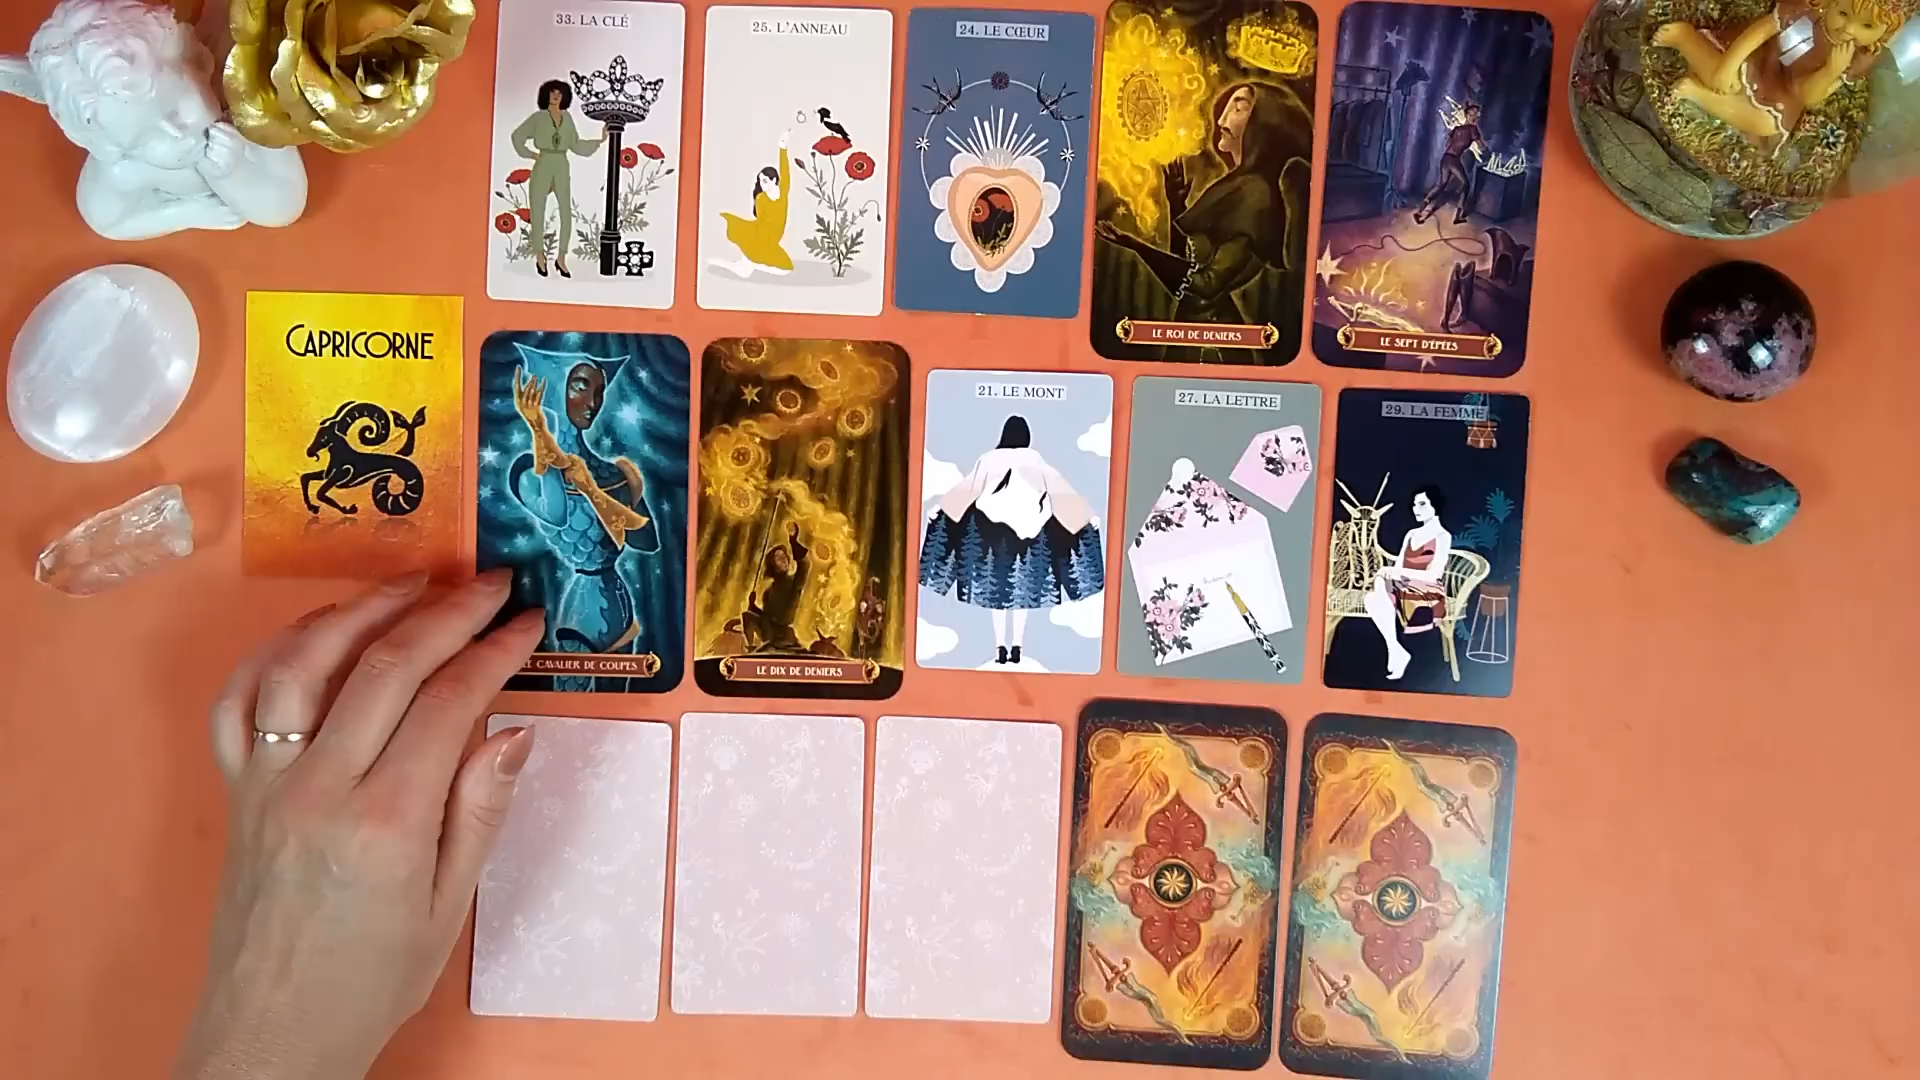 33. LA CLÉ
25. L'ANNEAU
24. LE CŒUR
LE ROI DE DENIERS
LE SEPT D'ÉPÉES
CAPRICORNE
LE CAVALIER DE COUPES
LE DIX DE DENIERS
21. LE MONT
27. LA LETTRE
29. LA FEMME